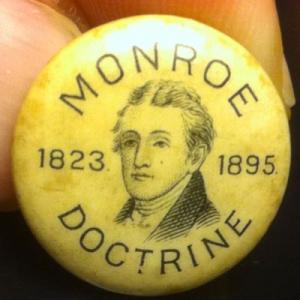 MONROE
1823. 1895.
DOCTRINE